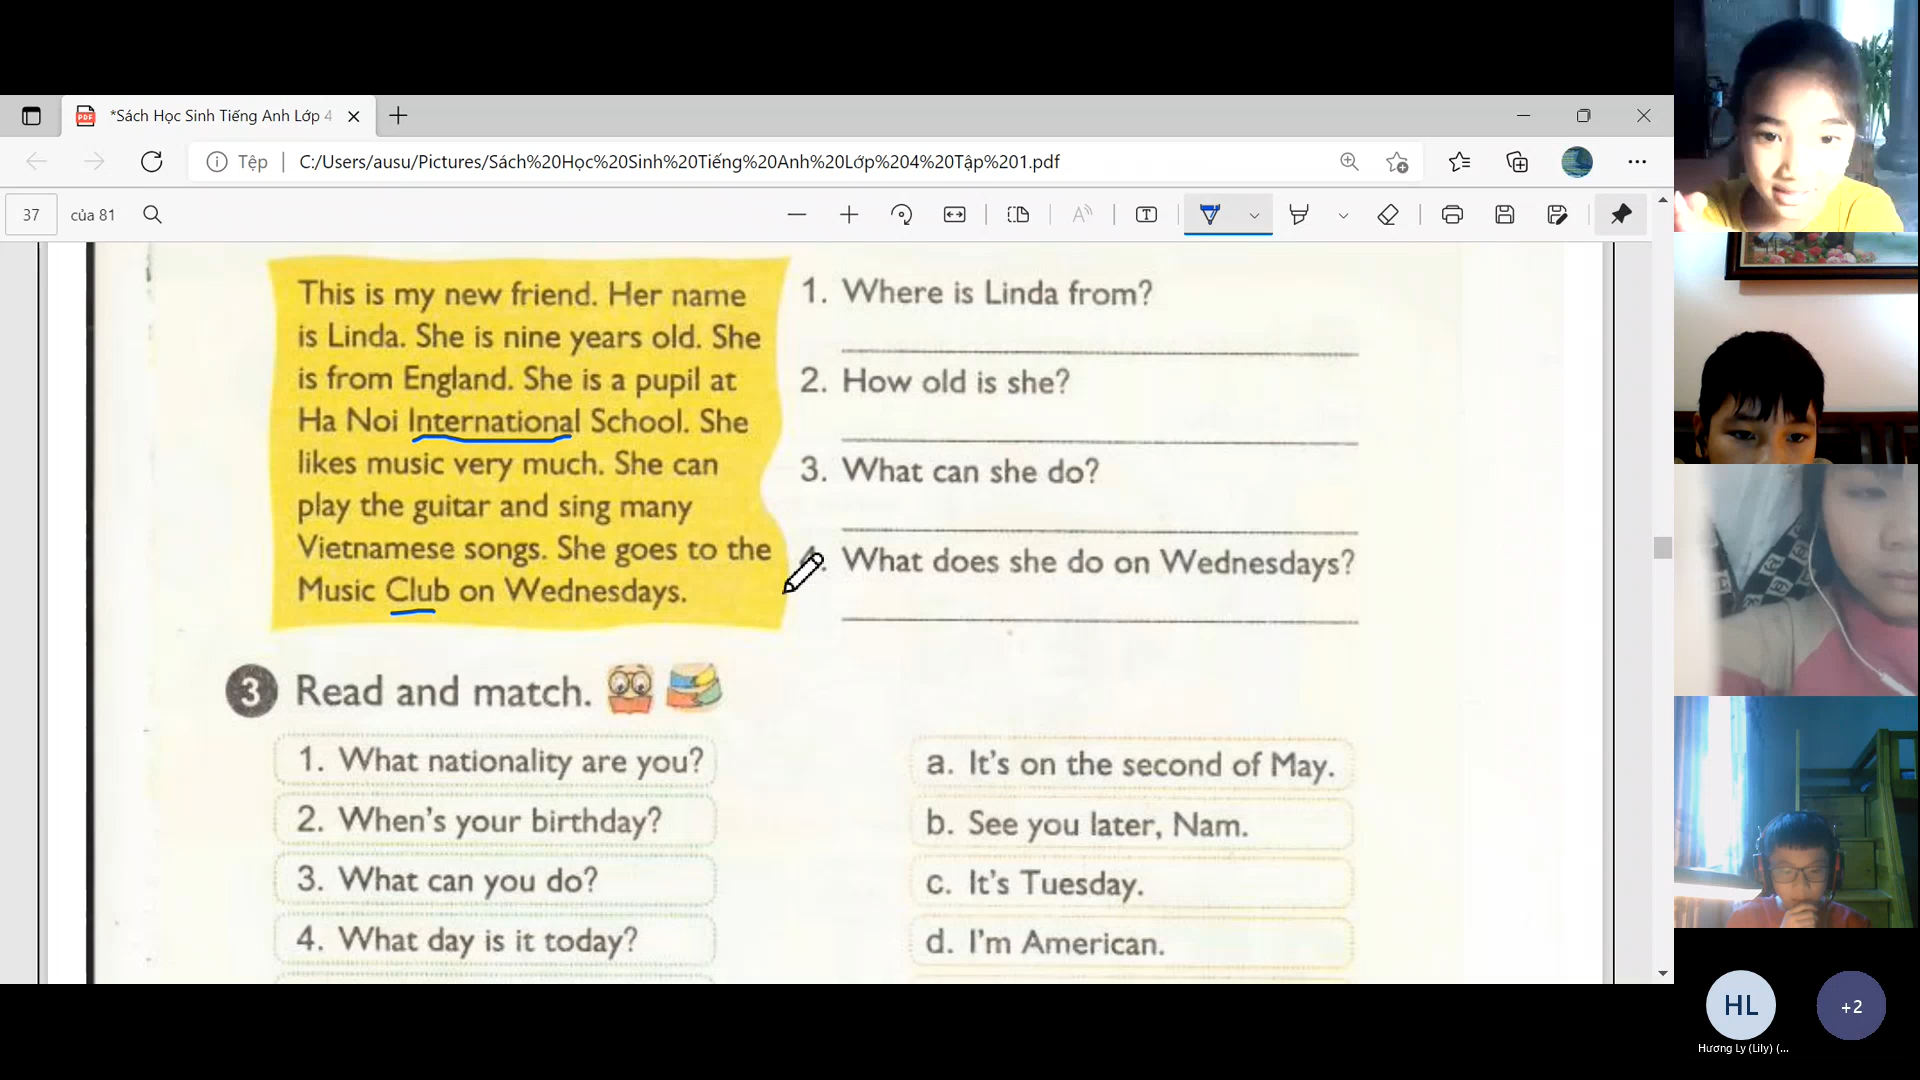 *Sách Học Sinh Tiếng Anh Lớp 4
Tệp
C:/Users/ausu/Pictures/Sách%20Học%20Sinh%20Tiếng%20Anh%20Lớp%204%20Tập%201.pdf
37
của 81
This is my new friend. Her name
is Linda. She is nine years old. She
is from England. She is a pupil at
Ha Noi International School. She
likes music very much. She can
play the guitar and sing many
Vietnamese songs. She goes to the
Music Club on Wednesdays.
1. Where is Linda from?
2. How old is she?
3. What can she do?
What does she do on Wednesdays?
3 Read and match.
1. What nationality are you?
2. When's your birthday?
3. What can you do?
4. What day is it today?
a. It's on the second of May.
b. See you later, Nam.
c. It's Tuesday.
d. I'm American.
HL
+2
Hương Ly (Lily) (...